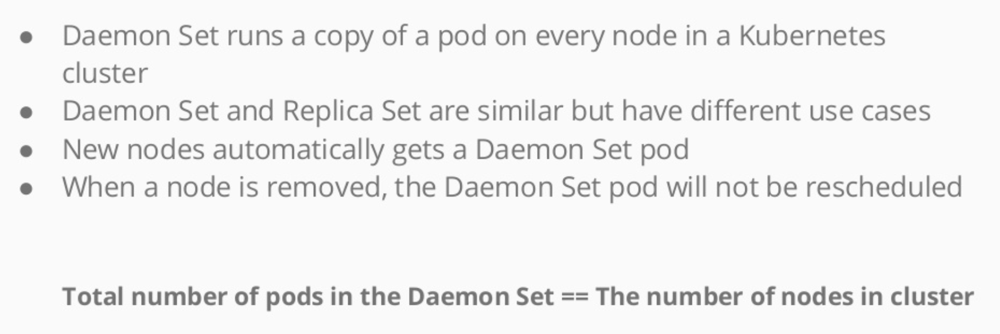 ● Daemon Set runs a copy of a pod on every node in a Kubernetes
cluster
● Daemon Set and Replica Set are similar but have different use cases
● New nodes automatically gets a Daemon Set pod
● When a node is removed, the Daemon Set pod will not be rescheduled
Total number of pods in the Daemon Set == The number of nodes in cluster